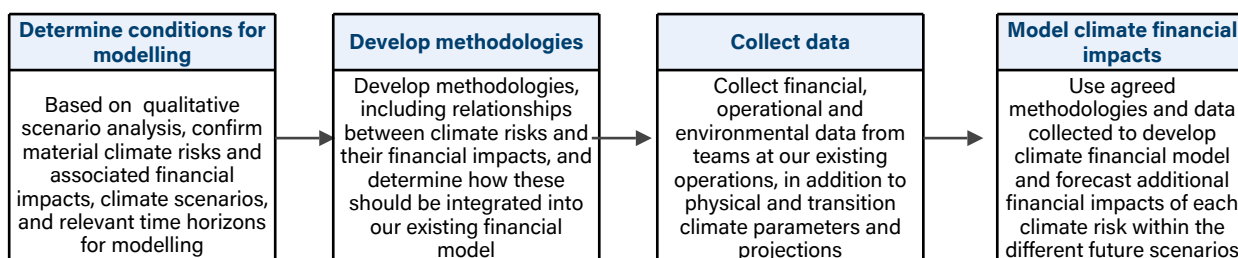 Determine conditions for
modelling
Based on qualitative
scenario analysis, confirm
material climate risks and
associated financial
impacts, climate scenarios,
and relevant time horizons
for modelling
Develop methodologies
Develop methodologies,
including relationships
between climate risks and
their financial impacts, and
determine how these
should be integrated into
our existing financial
model
Collect data
Collect financial,
operational and
environmental data from
teams at our existing
operations, in addition to
physical and transition
climate parameters and
projections
Model climate financial
impacts
Use agreed
methodologies and data
collected to develop
climate financial model
and forecast additional
financial impacts of each
climate risk within the
different future scenarios